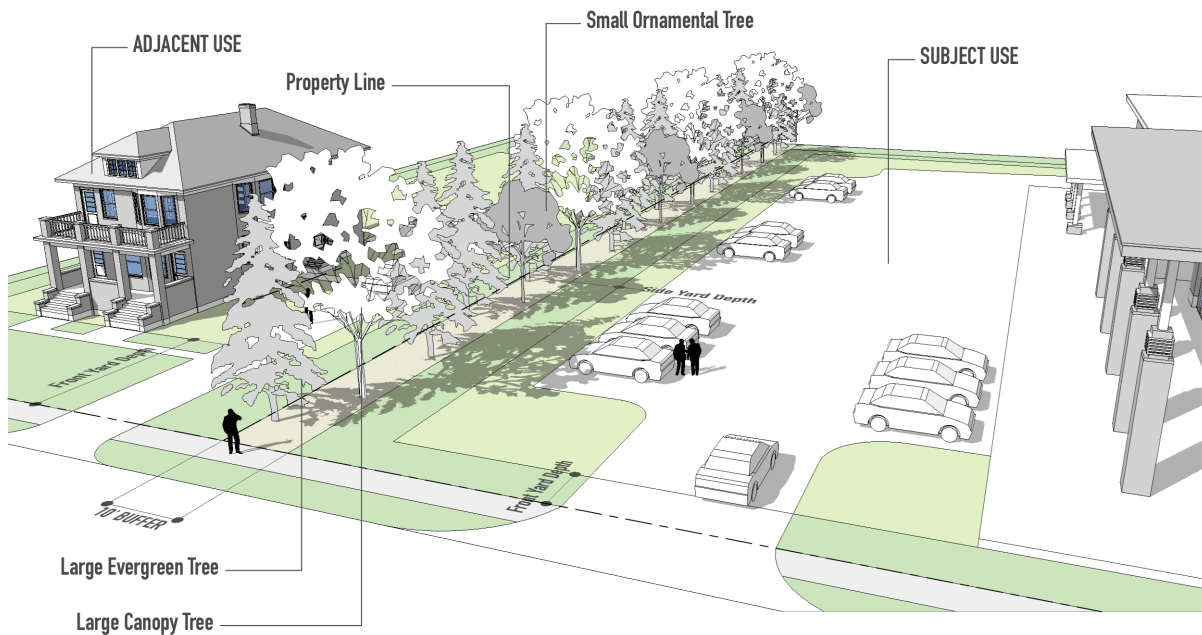 Small Ornamental Tree
ADJACENT USE
SUBJECT USE
Property Line
Side Yard Depth
Front Yard Depth
Front Yard Depth
10' BUFFER
Large Evergreen Tree
Large Canopy Tree